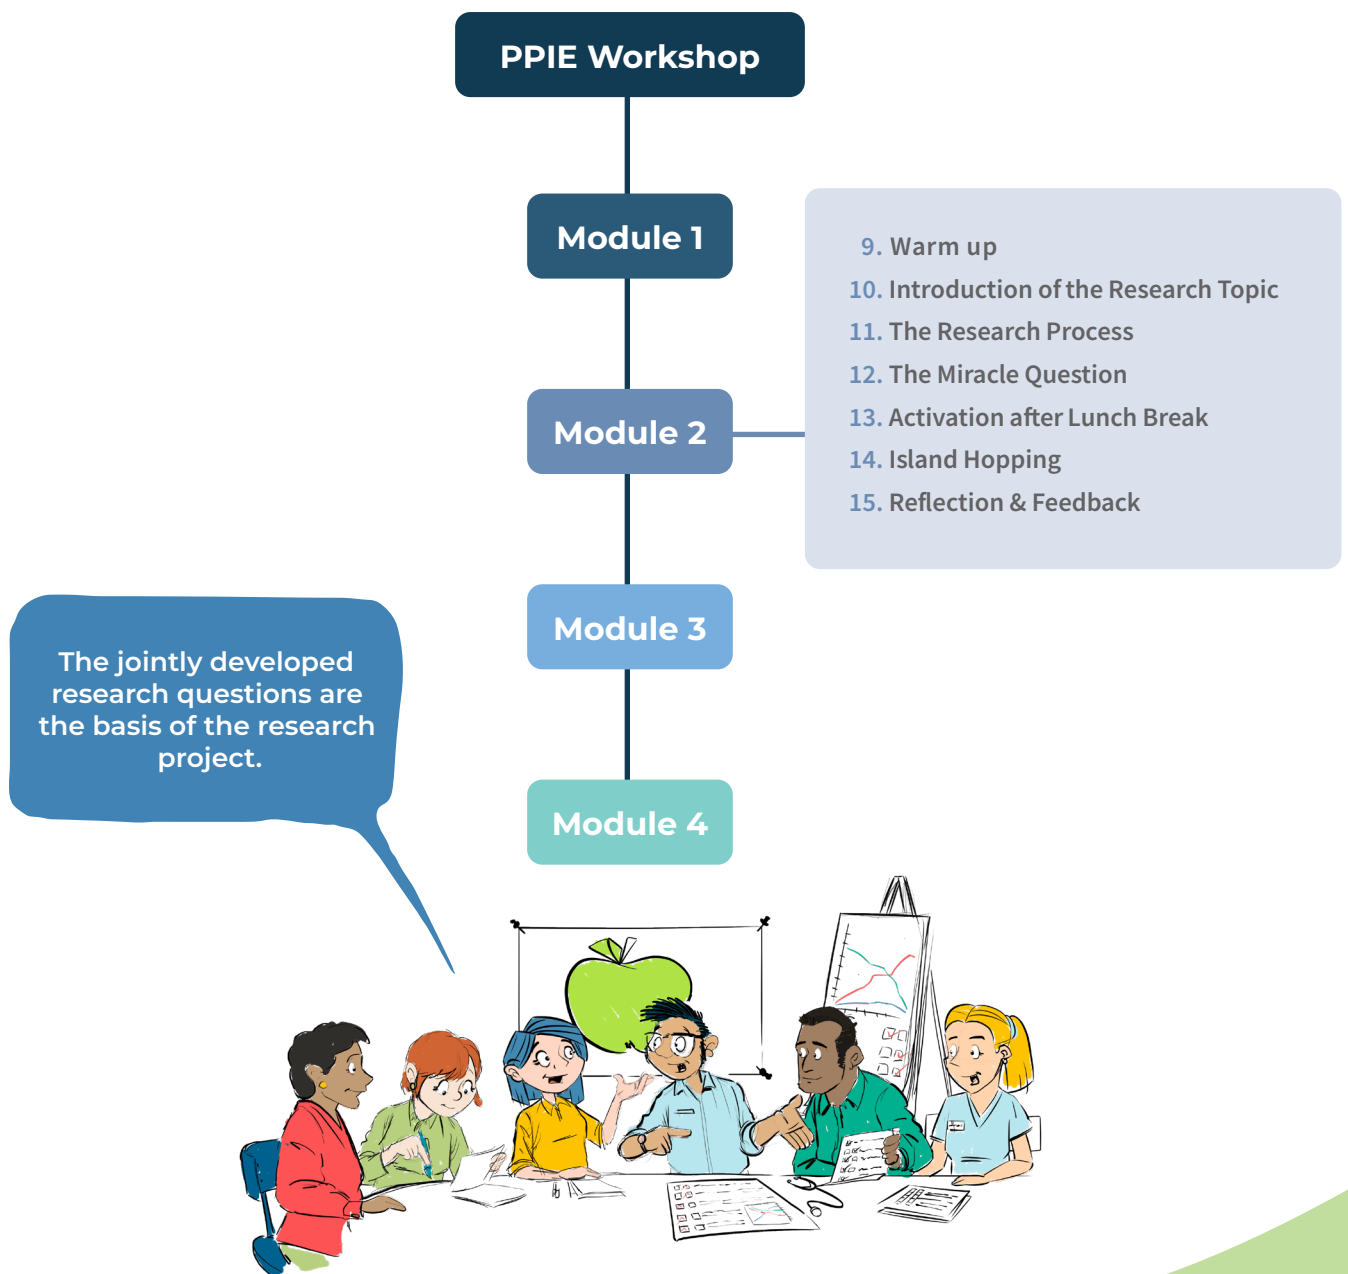 PPIE Workshop
Module 1
9. Warm up
10. Introduction of the Research Topic
11. The Research Process
12. The Miracle Question
13. Activation after Lunch Break
14. Island Hopping
15. Reflection & Feedback
Module 2
Module 3
The jointly developed
research questions are
the basis of the research
project.
Module 4